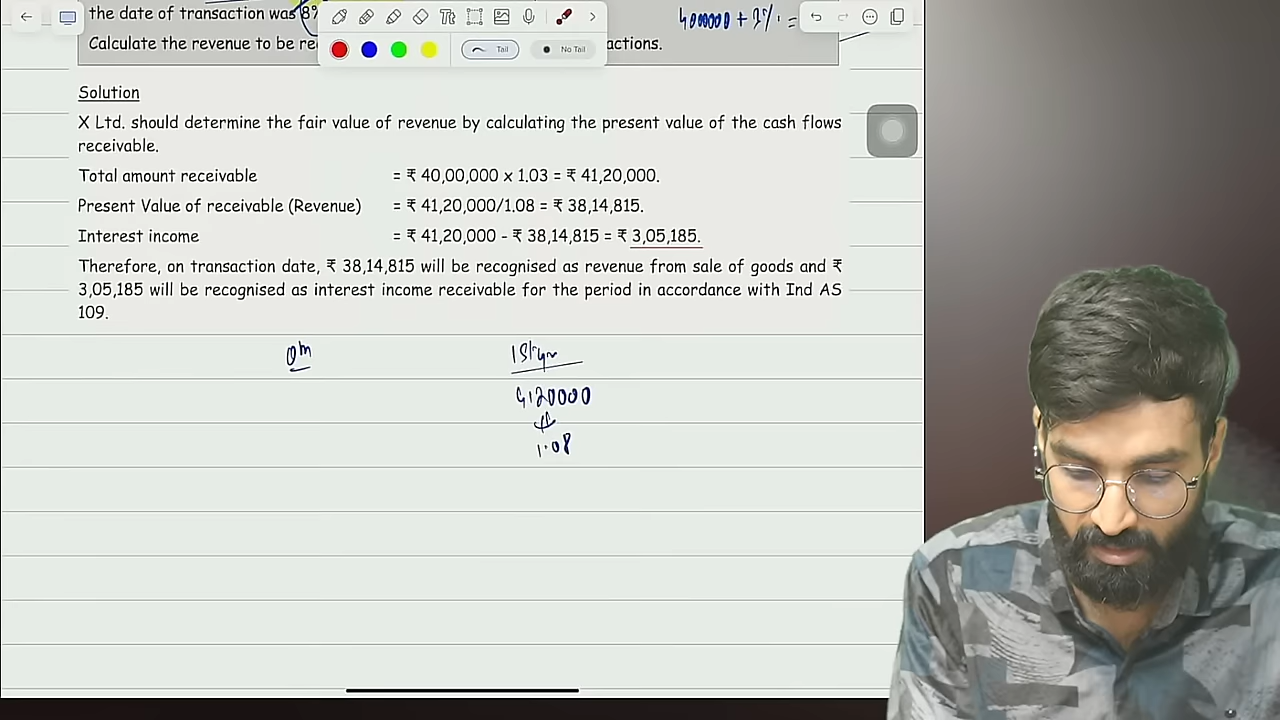 the date of transaction was 8%
4000000 + 3% =
Calculate the revenue to be actions.
Tail
No Tail
Solution
X Ltd. should determine the fair value of revenue by calculating the present value of the cash flows
receivable.
Total amount receivable = ₹ 40,00,000 x 1.03 = ₹ 41,20,000.
Present Value of receivable (Revenue) = ₹ 41,20,000/1.08 = ₹ 38,14,815.
Interest income = ₹ 41,20,000 - ₹ 38,14,815 = ₹ 3,05,185.
Therefore, on transaction date, ₹ 38,14,815 will be recognised as revenue from sale of goods and ₹
3,05,185 will be recognised as interest income receivable for the period in accordance with Ind AS
109.
0m 1st yr
4120000
1.08